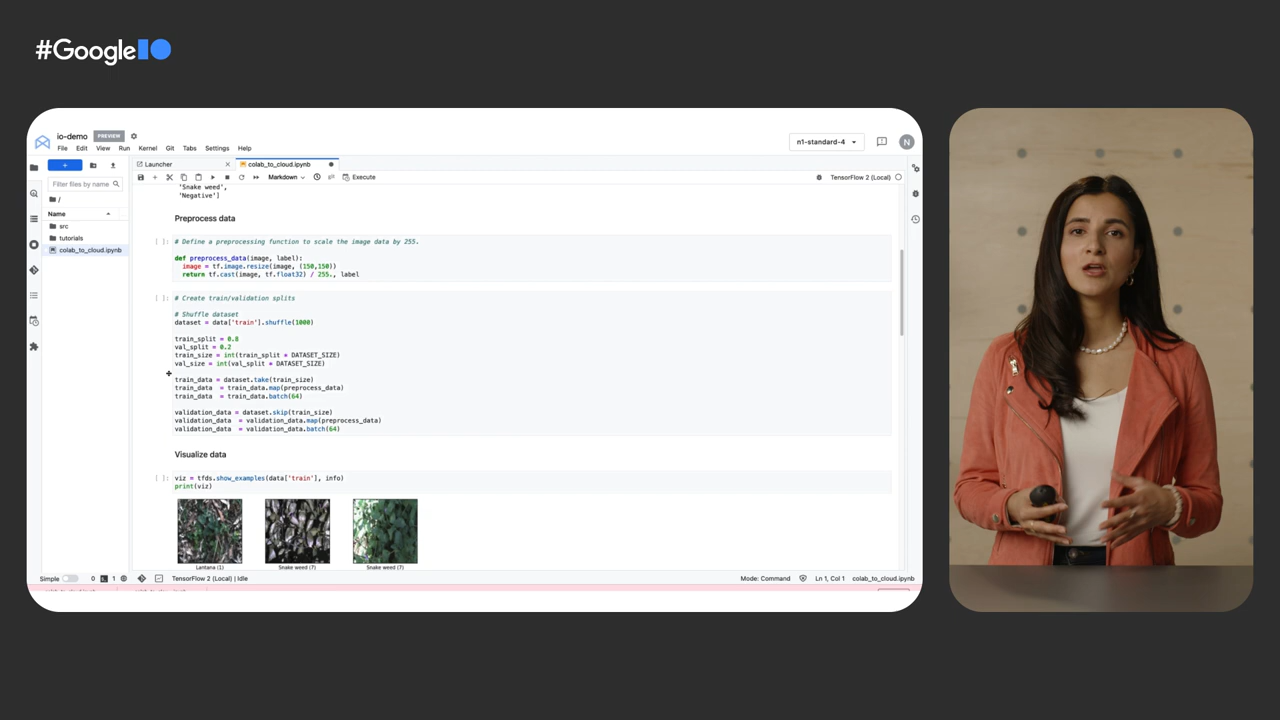 #Google IO
io-demo PREVIEW
File Edit View Run Kernel Git Tabs Settings Help
n1-standard-4
N
+
Launcher
colab_to_cloud.ipynb
Filter files by name
Markdown
Execute
TensorFlow 2 (Local)
/
Name
src
tutorials
colab_to_cloud.ipynb
'Snake weed',
'Negative']
Preprocess data
[ ]:
# Define a preprocessing function to scale the image data by 255.
def preprocess_data(image, label):
image = tf.image.resize(image, (150,150))
return tf.cast(image, tf.float32) / 255., label
[ ]:
# Create train/validation splits
# Shuffle dataset
dataset = data['train'].shuffle(1000)
train_split = 0.8
val_split = 0.2
train_size = int(train_split * DATASET_SIZE)
val_size = int(val_split * DATASET_SIZE)
train_data = dataset.take(train_size)
train_data = train_data.map(preprocess_data)
train_data = train_data.batch(64)
validation_data = dataset.skip(train_size)
validation_data = validation_data.map(preprocess_data)
validation_data = validation_data.batch(64)
Visualize data
[ ]:
viz = tfds.show_examples(data['train'], info)
print(viz)
Lantana (1)
Snake weed (7)
Snake weed (7)
Simple
0
1
TensorFlow 2 (Local) | Idle
Mode: Command
Ln 1, Col 1
colab_to_cloud.ipynb